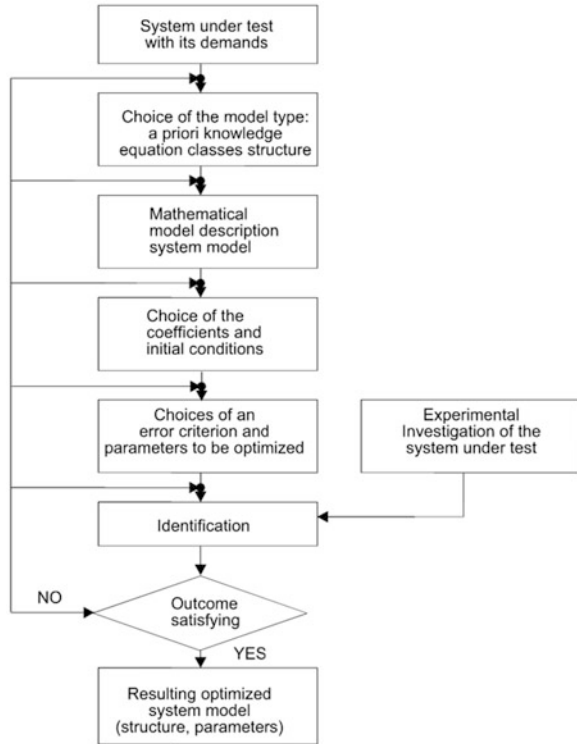 System under test
with its demands
Choice of the model type:
a priori knowledge
equation classes structure
Mathematical
model description
system model
Choice of the
coefficients and
initial conditions
Choices of an
error criterion and
parameters to be optimized
Experimental
Investigation of the
system under test
Identification
NO
Outcome
satisfying
YES
Resulting optimized
system model
(structure, parameters)